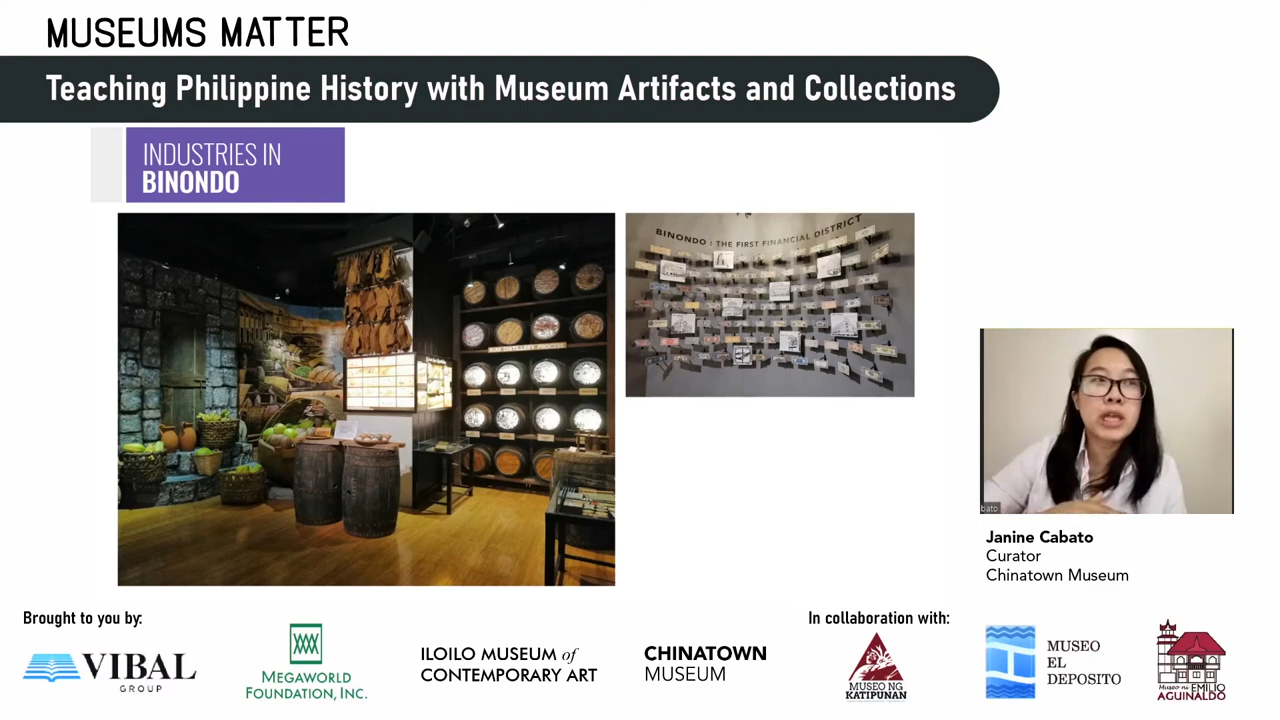 MUSEUMS MATTER
Teaching Philippine History with Museum Artifacts and Collections
INDUSTRIES IN
BINONDO
BINONDO : THE FIRST FINANCIAL DISTRICT
bato
Janine Cabato
Curator
Chinatown Museum
Brought to you by:
In collaboration with:
VIBAL
GROUP
MEGAWORLD
FOUNDATION, INC.
ILOILO MUSEUM of
CONTEMPORARY ART
CHINATOWN
MUSEUM
MUSEO NG
KATIPUNAN
MUSEO
EL
DEPOSITO
Museo ni EMILIO
AGUINALDO